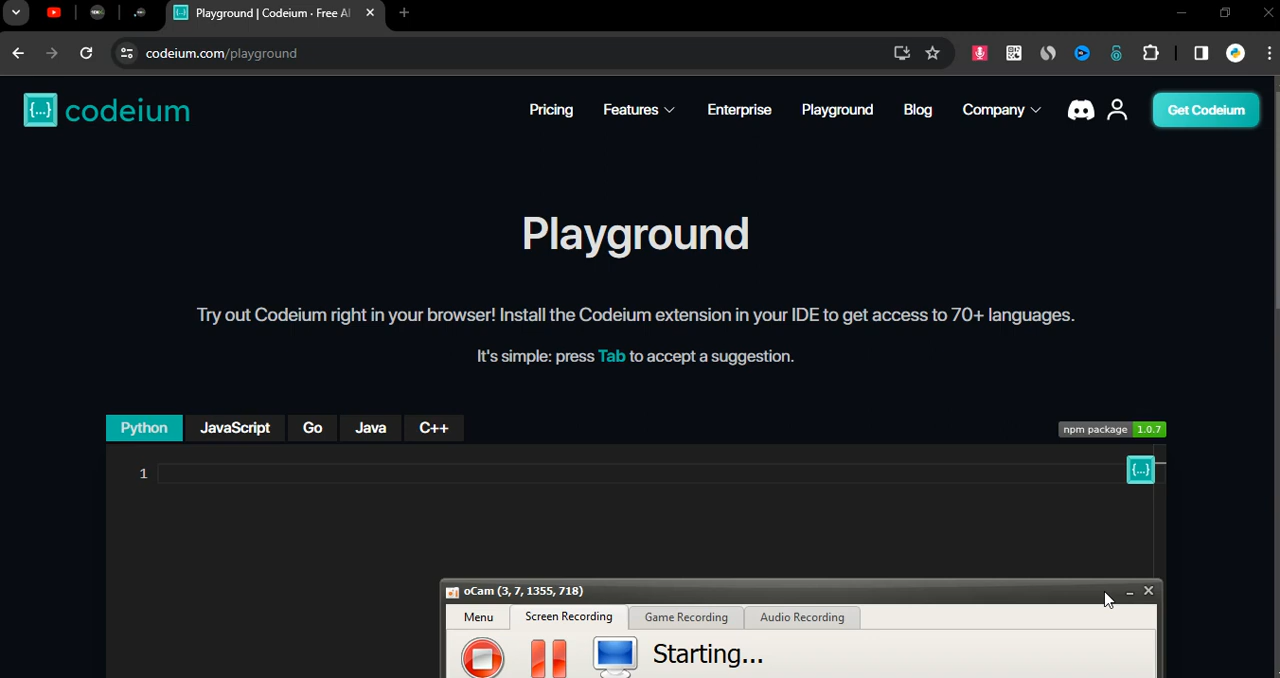 Playground | Codeium · Free AI
codeium.com/playground
{...} codeium
Pricing Features Enterprise Playground Blog Company Get Codeium
Playground
Try out Codeium right in your browser! Install the Codeium extension in your IDE to get access to 70+ languages.
It's simple: press Tab to accept a suggestion.
Python JavaScript Go Java C++ npm package 1.0.7
1 {...}
oCam (3, 7, 1355, 718)
Menu Screen Recording Game Recording Audio Recording
Starting...